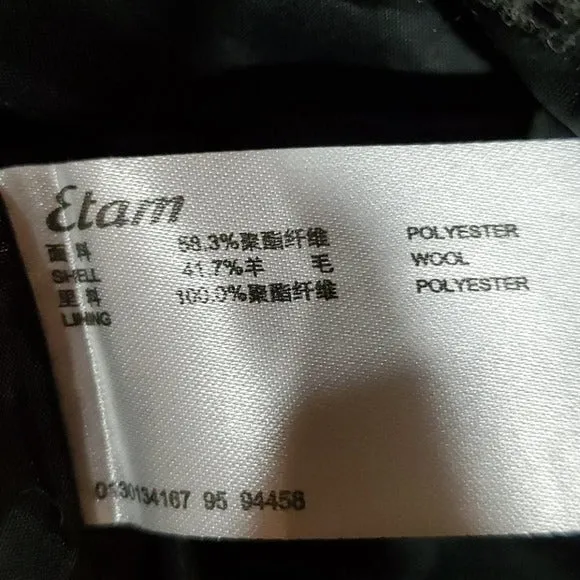 Etam
面 料 58.3%聚酯纤维 POLYESTER
SHELL 41.7%羊 毛 WOOL
里 料 100.0%聚酯纤维 POLYESTER
LINING
95 94458